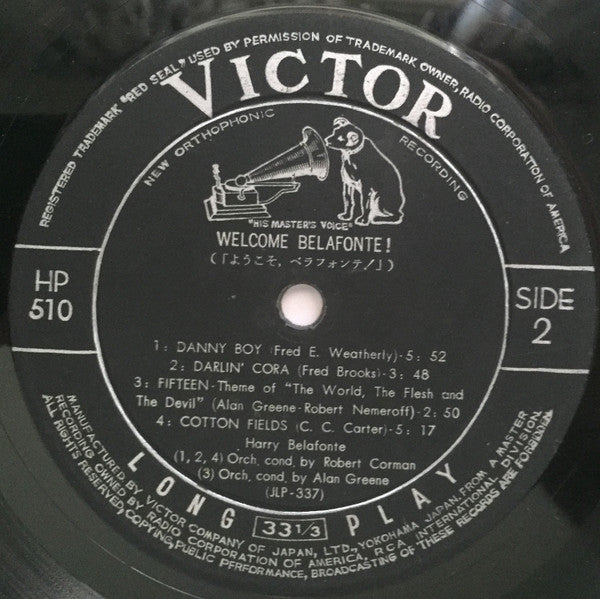 REGISTERED TRADEMARK "RED SEAL" USED BY PERMISSION OF TRADEMARK OWNER, RADIO CORPORATION OF AMERICA
VICTOR
NEW ORTHOPHONIC RECORDING
"HIS MASTER'S VOICE"
WELCOME BELAFONTE!
(「ようこそ, ベラフォンテ!」)
HP
510
SIDE
2
1: DANNY BOY (Fred E. Weatherly)-5: 52
2: DARLIN' CORA (Fred Brooks)-3: 48
3: FIFTEEN-Theme of "The World, The Flesh and
The Devil" (Alan Greene-Robert Nemeroff)-2: 50
4: COTTON FIELDS (C. C. Carter)-5: 17
Harry Belafonte
(1, 2, 4) Orch. cond. by Robert Corman
(3) Orch. cond. by Alan Greene
(JLP-337)
LONG 33 1/3 PLAY
MANUFACTURED BY VICTOR COMPANY OF JAPAN, LTD., YOKOHAMA, JAPAN, FROM A MASTER
RECORDING OWNED BY RADIO CORPORATION OF AMERICA, RCA INTERNATIONAL DIVISION.
ALL RIGHTS RESERVED, COPYING, PUBLIC PERFORMANCE, BROADCASTING OF THESE RECORDS ARE FORBIDDEN.